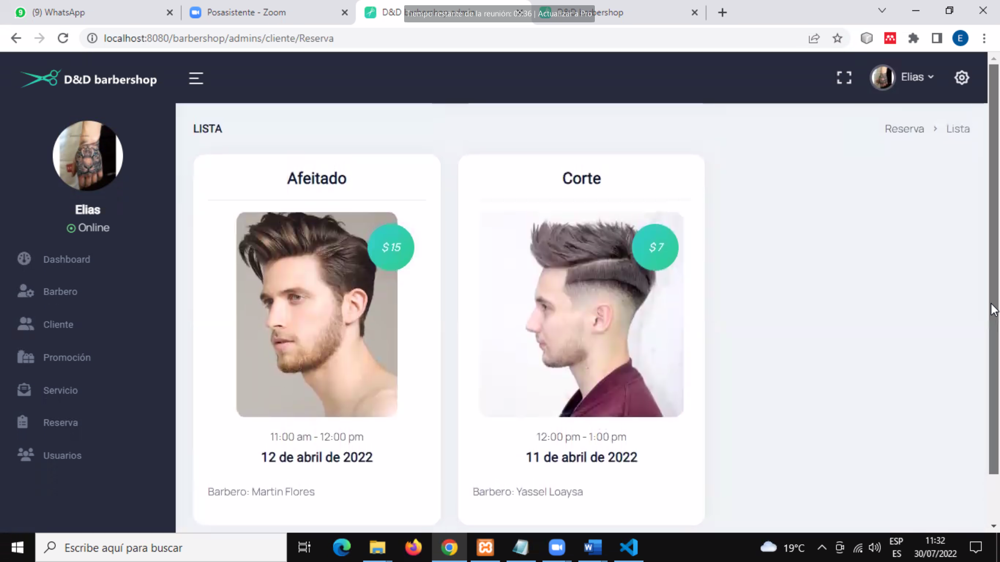 (9) WhatsApp
Posasistente - Zoom
D&D
Tiempo restante de la reunión: 09:36 | Actualizar a Pro
D&D barbershop
localhost:8080/barbershop/admins/cliente/Reserva
E
D&D barbershop
Elias
LISTA
Reserva > Lista
Elias
Online
Dashboard
Barbero
Cliente
Promoción
Servicio
Reserva
Usuarios
Afeitado
$ 15
11:00 am - 12:00 pm
12 de abril de 2022
Barbero: Martin Flores
Corte
$ 7
12:00 pm - 1:00 pm
11 de abril de 2022
Barbero: Yassel Loaysa
Escribe aquí para buscar
19°C
ESP
ES
11:32
30/07/2022